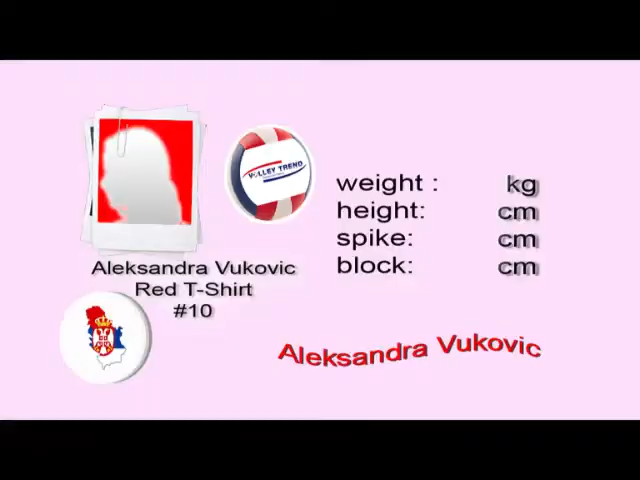 VOLLEY TREND
weight : kg
height: cm
spike: cm
block: cm
Aleksandra Vukovic
Red T-Shirt
#10
Aleksandra Vukovic